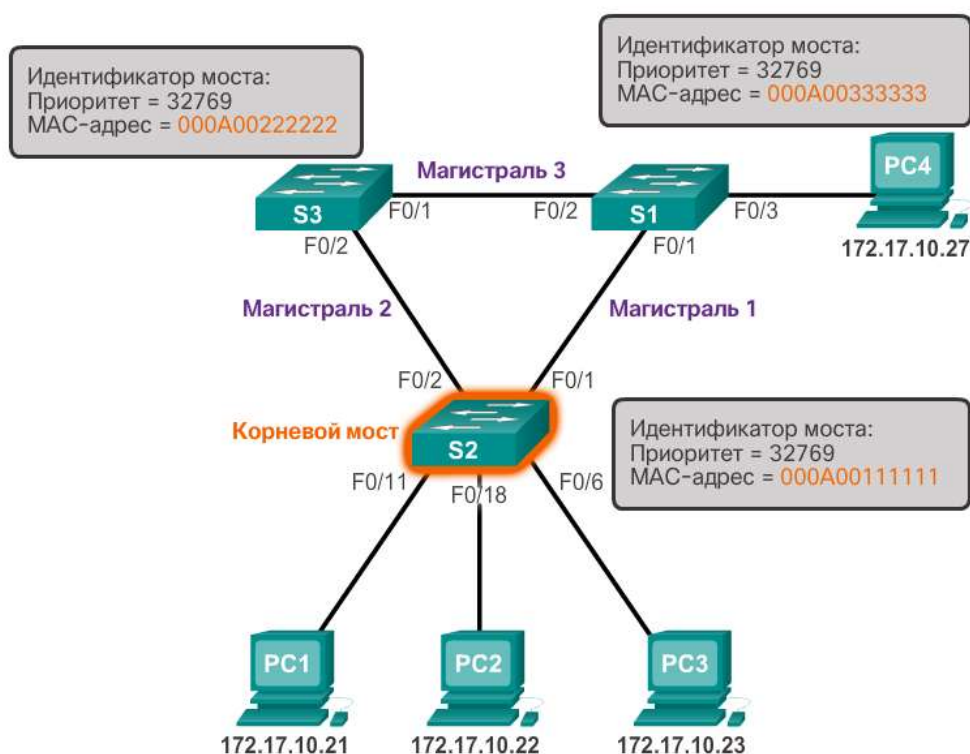 Идентификатор моста:
Приоритет = 32769
МАС-адрес = 000A00222222
Идентификатор моста:
Приоритет = 32769
МАС-адрес = 000A00333333
PC4
172.17.10.27
Магистраль 3
S3
F0/1
F0/2
S1
F0/3
F0/2
F0/1
Магистраль 2
Магистраль 1
F0/2
F0/1
Корневой мост
S2
Идентификатор моста:
Приоритет = 32769
МАС-адрес = 000A00111111
F0/11
F0/18
F0/6
PC1
PC2
PC3
172.17.10.21
172.17.10.22
172.17.10.23